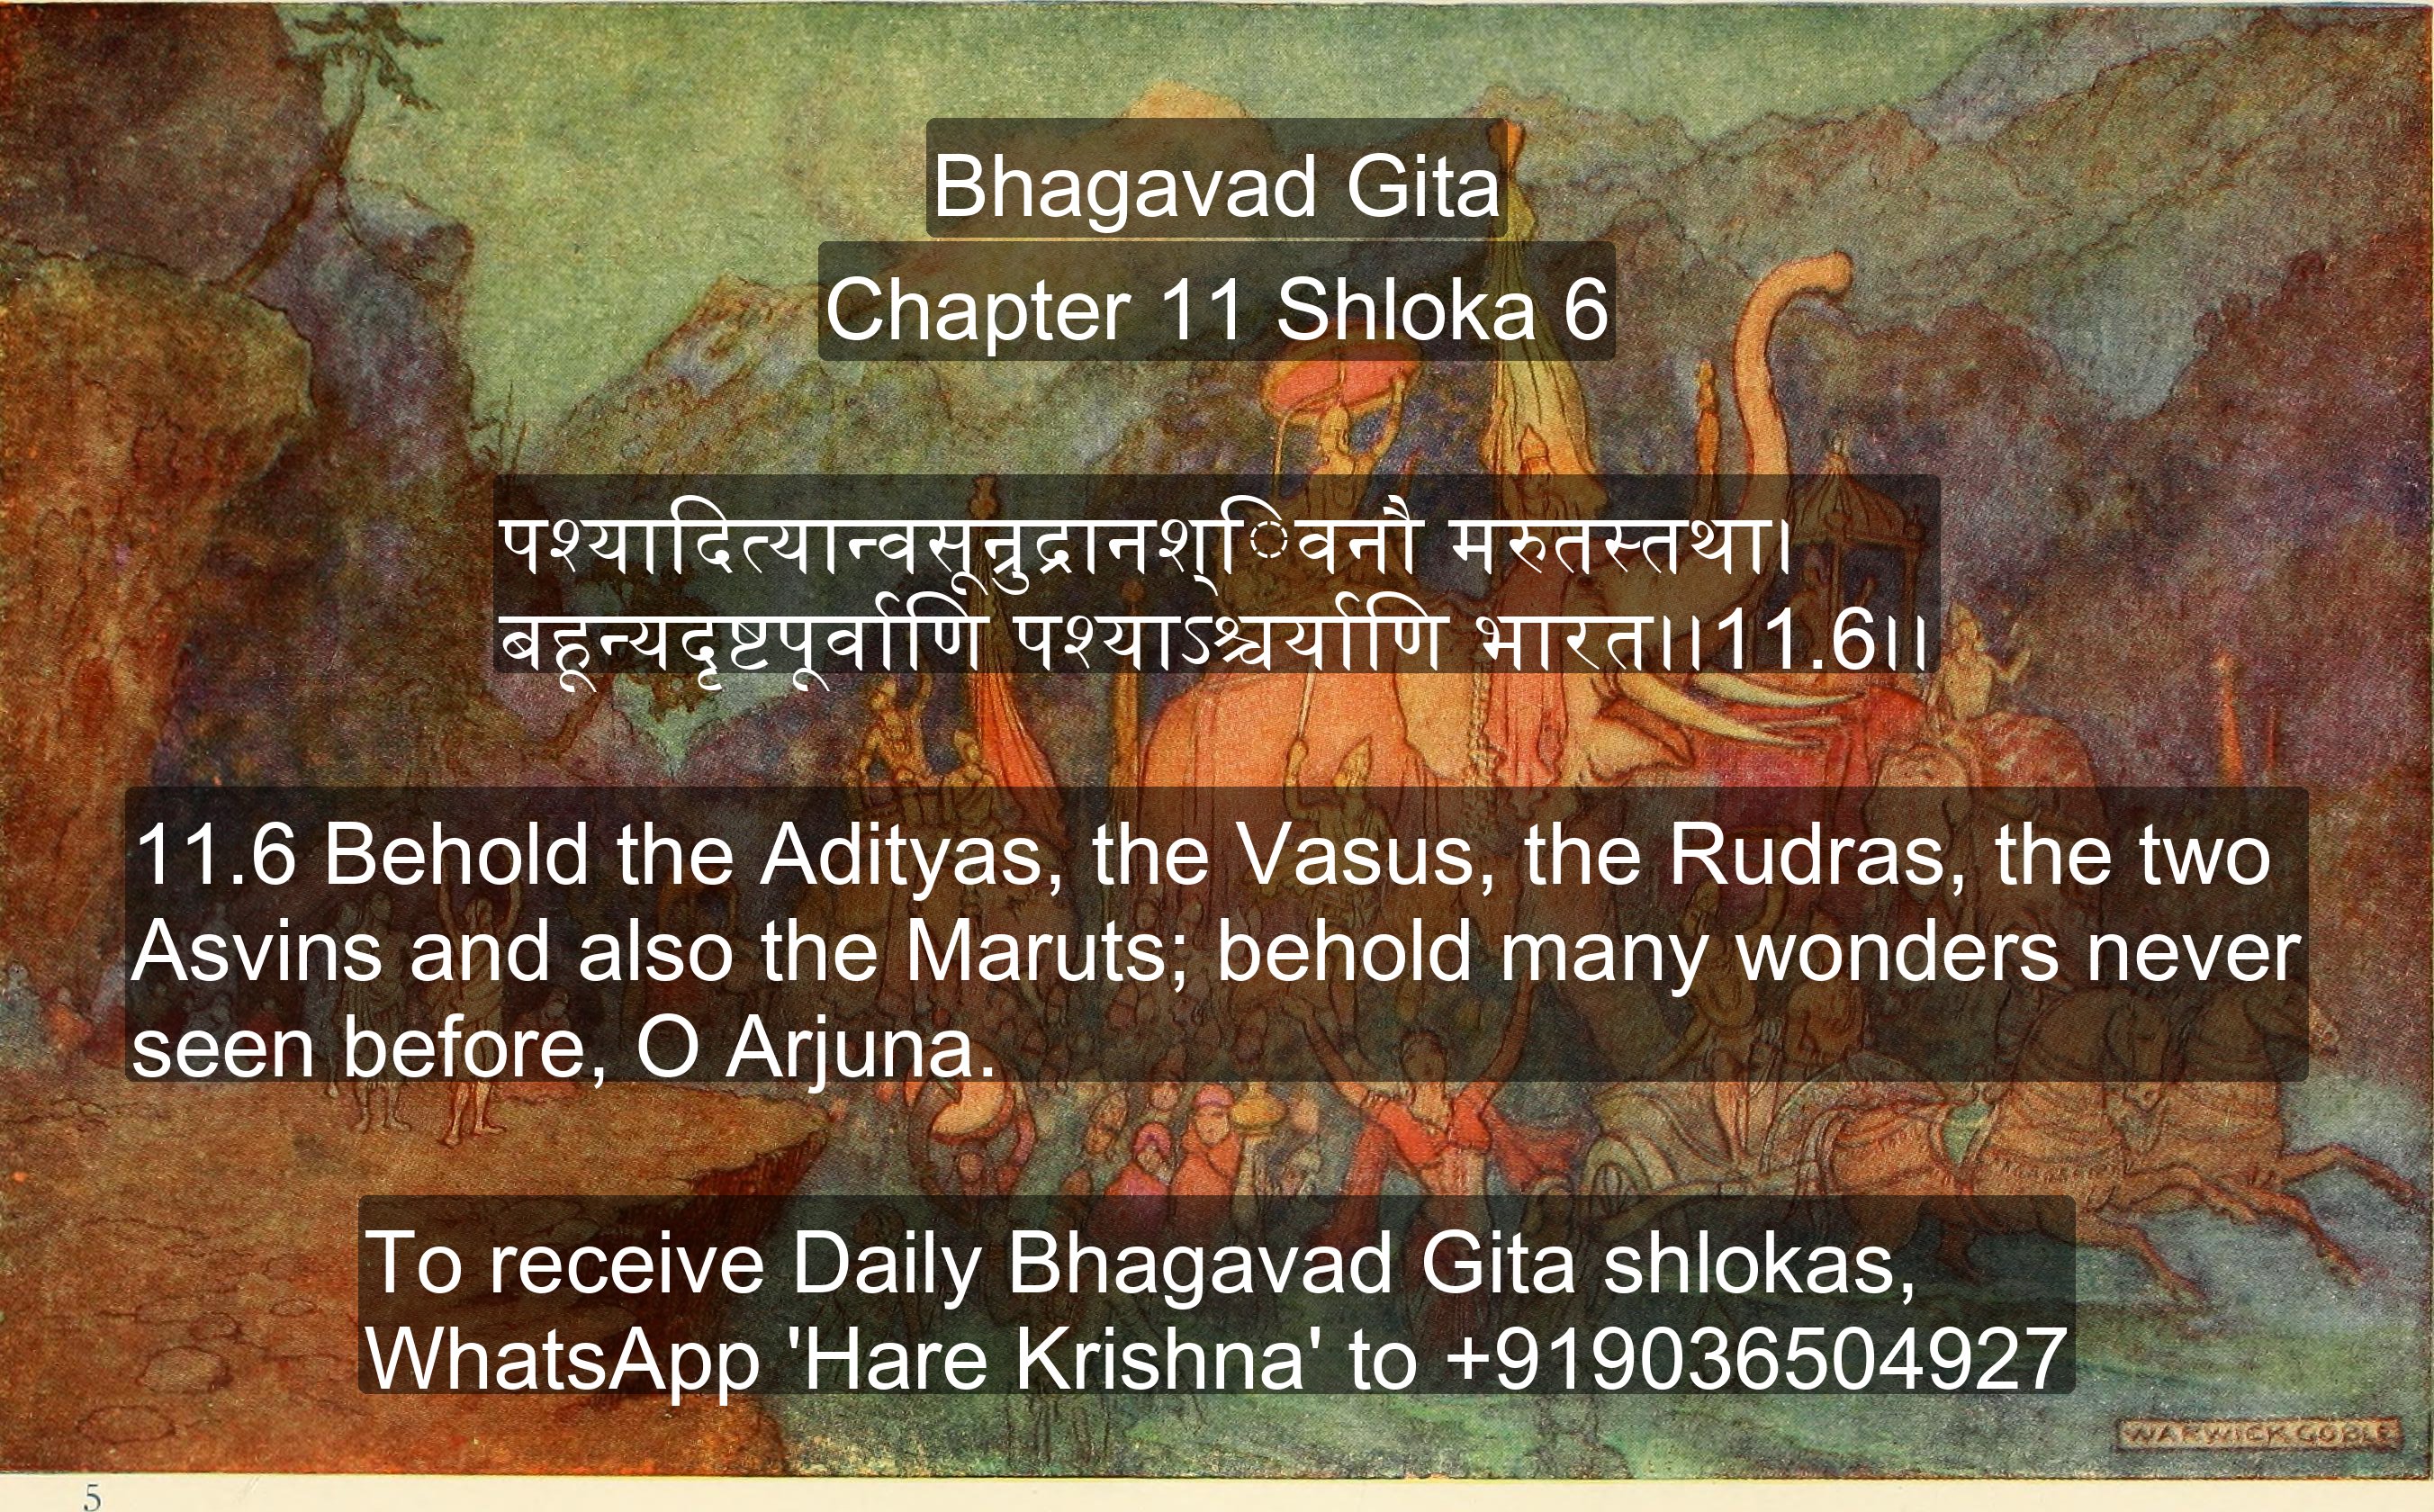 Bhagavad Gita
Chapter 11 Shloka 6
पश्यादित्यान्वसून्रुद्रानश्िवनौ मरुतस्तथा।
बहून्यदृष्टपूर्वाणि पश्याऽश्चर्याणि भारत।।11.6।।
11.6 Behold the Adityas, the Vasus, the Rudras, the two
Asvins and also the Maruts; behold many wonders never
seen before, O Arjuna.
To receive Daily Bhagavad Gita shlokas,
WhatsApp 'Hare Krishna' to +919036504927
WARWICK GOBLE
5